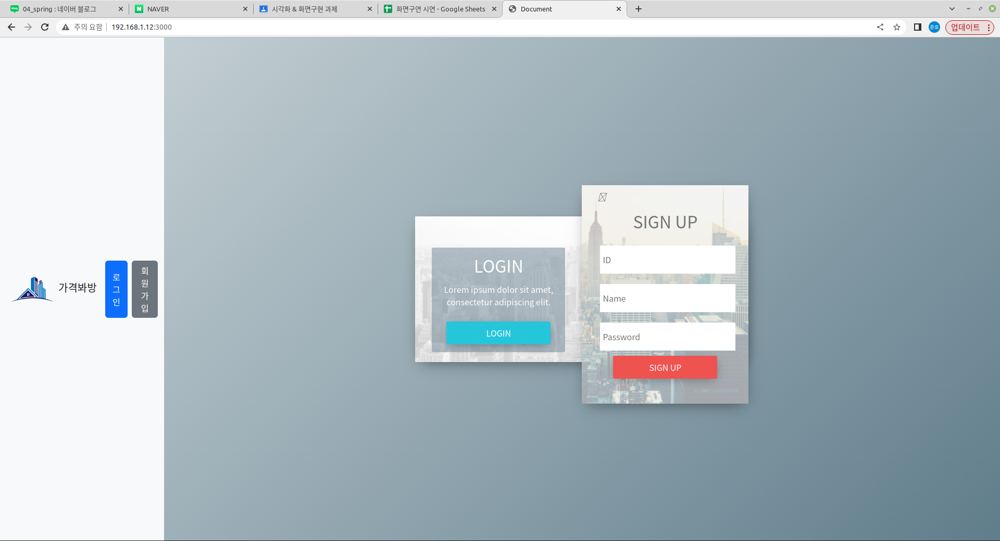 04_spring : 네이버 블로그
NAVER
시각화 & 화면구현 과제
화면구연 시연 - Google Sheets
Document
주의 요함
192.168.1.12:3000
준호
업데이트
가격봐방
로
그
인
회
원
가
입
LOGIN
Lorem ipsum dolor sit amet,
consectetur adipiscing elit.
LOGIN
SIGN UP
ID
Name
Password
SIGN UP